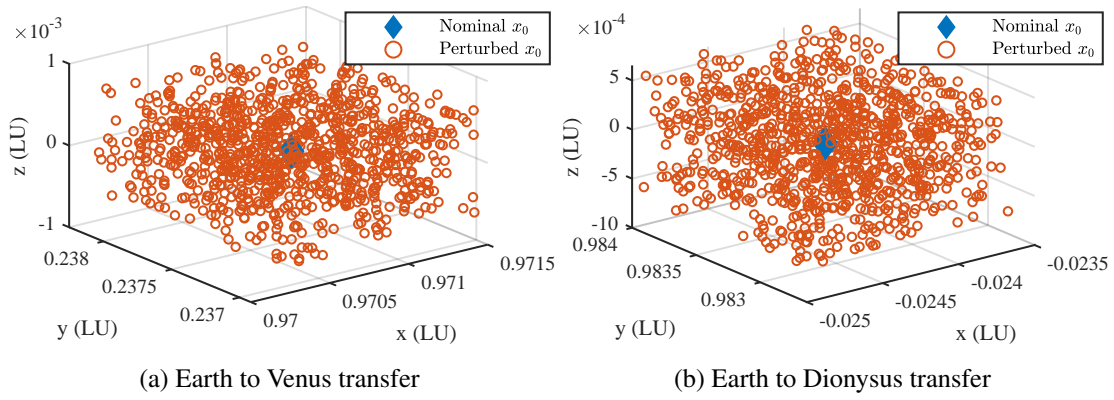 ×10⁻³
Nominal x₀
Perturbed x₀
1
0
-1
z (LU)
0.238
0.2375
0.237
y (LU)
0.97
0.9705
0.971
0.9715
x (LU)
(a) Earth to Venus transfer
×10⁻⁴
Nominal x₀
Perturbed x₀
5
0
-5
-10
z (LU)
0.984
0.9835
0.983
y (LU)
-0.025
-0.0245
-0.024
-0.0235
x (LU)
(b) Earth to Dionysus transfer